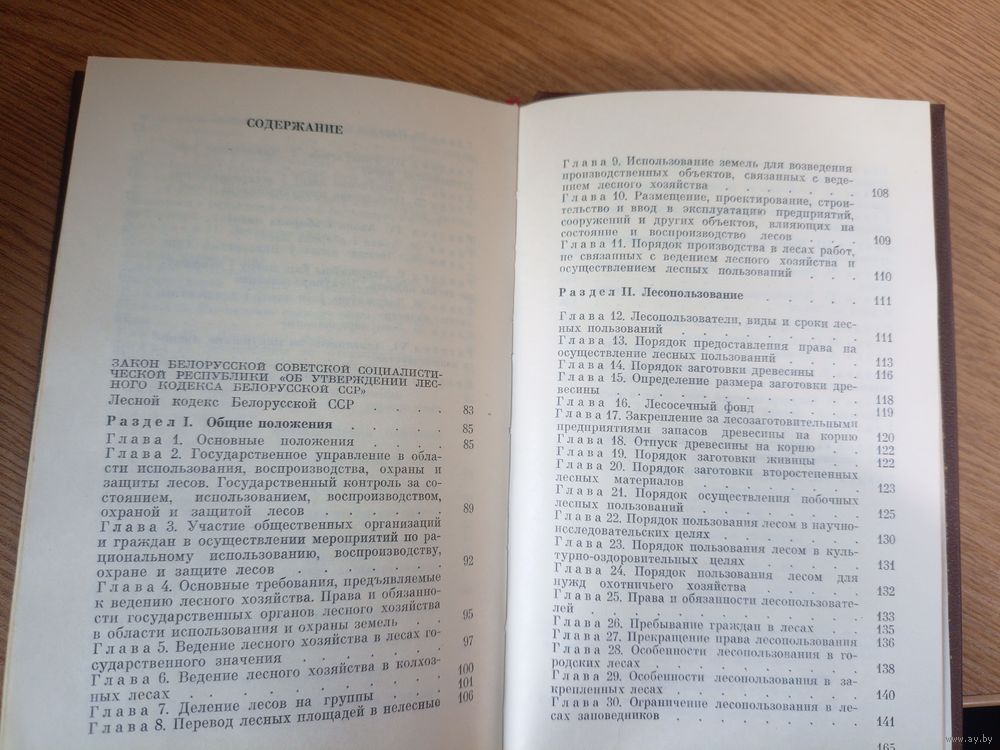 СОДЕРЖАНИЕ
ЗАКОН БЕЛОРУССКОЙ СОВЕТСКОЙ СОЦИАЛИСТИ-
ЧЕСКОЙ РЕСПУБЛИКИ «ОБ УТВЕРЖДЕНИИ ЛЕС-
НОГО КОДЕКСА БЕЛОРУССКОЙ ССР»
Лесной кодекс Белорусской ССР . . . . 83
Раздел I. Общие положения . . . . . 85
Глава 1. Основные положения . . . . 85
Глава 2. Государственное управление в об-
ласти использования, воспроизводства, охраны и
защиты лесов. Государственный контроль за со-
стоянием, использованием, воспроизводством,
охраной и защитой лесов . . . . . 89
Глава 3. Участие общественных организаций
и граждан в осуществлении мероприятий по ра-
циональному использованию, воспроизводству,
охране и защите лесов . . . . . 92
Глава 4. Основные требования, предъявляемые
к ведению лесного хозяйства. Права и обязанно-
сти государственных органов лесного хозяйства
в области использования и охраны земель . . 95
Глава 5. Ведение лесного хозяйства в лесах го-
сударственного значения . . . . . 97
Глава 6. Ведение лесного хозяйства в колхоз-
ных лесах . . . . . . . 100
Глава 7. Деление лесов на группы . . . 101
Глава 8. Перевод лесных площадей в нелесные 106
Глава 9. Использование земель для возведения
производственных объектов, связанных с веде-
нием лесного хозяйства . . . . . . 108
Глава 10. Размещение, проектирование, строи-
тельство и ввод в эксплуатацию предприятий,
сооружений и других объектов, влияющих на
состояние и воспроизводство лесов . . . 109
Глава 11. Порядок производства в лесах работ,
не связанных с ведением лесного хозяйства и
осуществлением лесных пользований . . . 110
Раздел II. Лесопользование . . . . 111
Глава 12. Лесопользователи, виды и сроки лес-
ных пользований . . . . . . . 111
Глава 13. Порядок предоставления права на
осуществление лесных пользований . . . 113
Глава 14. Порядок заготовки древесины . . 116
Глава 15. Определение размера заготовки дре-
весины . . . . . . . . 118
Глава 16. Лесосечный фонд . . . . 119
Глава 17. Закрепление за лесозаготовительными
предприятиями запасов древесины на корню 120
Глава 18. Отпуск древесины на корню . . 122
Глава 19. Порядок заготовки живицы . . 122
Глава 20. Порядок заготовки второстепенных
лесных материалов . . . . . . 123
Глава 21. Порядок осуществления побочных
лесных пользований . . . . . . 125
Глава 22. Порядок пользования лесом в научно-
исследовательских целях . . . . . 130
Глава 23. Порядок пользования лесом в куль-
турно-оздоровительных целях . . . . 131
Глава 24. Порядок пользования лесом для
нужд охотничьего хозяйства . . . . 132
Глава 25. Права и обязанности лесопользовате-
лей . . . . . . . . . 133
Глава 26. Пребывание граждан в лесах . . 135
Глава 27. Прекращение права лесопользования 136
Глава 28. Особенности лесопользования в го-
родских лесах . . . . . . . 138
Глава 29. Особенности лесопользования в за-
крепленных лесах . . . . . . 140
Глава 30. Ограничение лесопользования в ле-
сах заповедников . . . . . . 141
165
www.ay.by